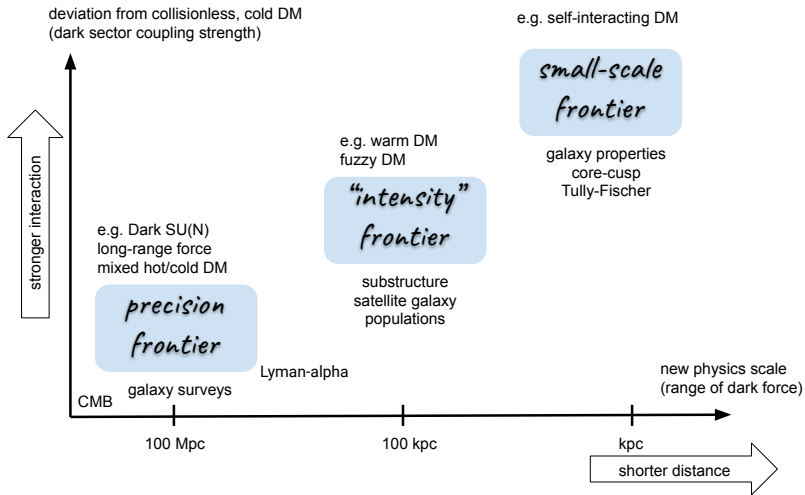 deviation from collisionless, cold DM
(dark sector coupling strength)
e.g. self-interacting DM
small-scale
frontier
galaxy properties
core-cusp
Tully-Fischer
e.g. warm DM
fuzzy DM
"intensity"
frontier
substructure
satellite galaxy
populations
stronger interaction
e.g. Dark SU(N)
long-range force
mixed hot/cold DM
precision
frontier
galaxy surveys
Lyman-alpha
CMB
new physics scale
(range of dark force)
100 Mpc
100 kpc
kpc
shorter distance